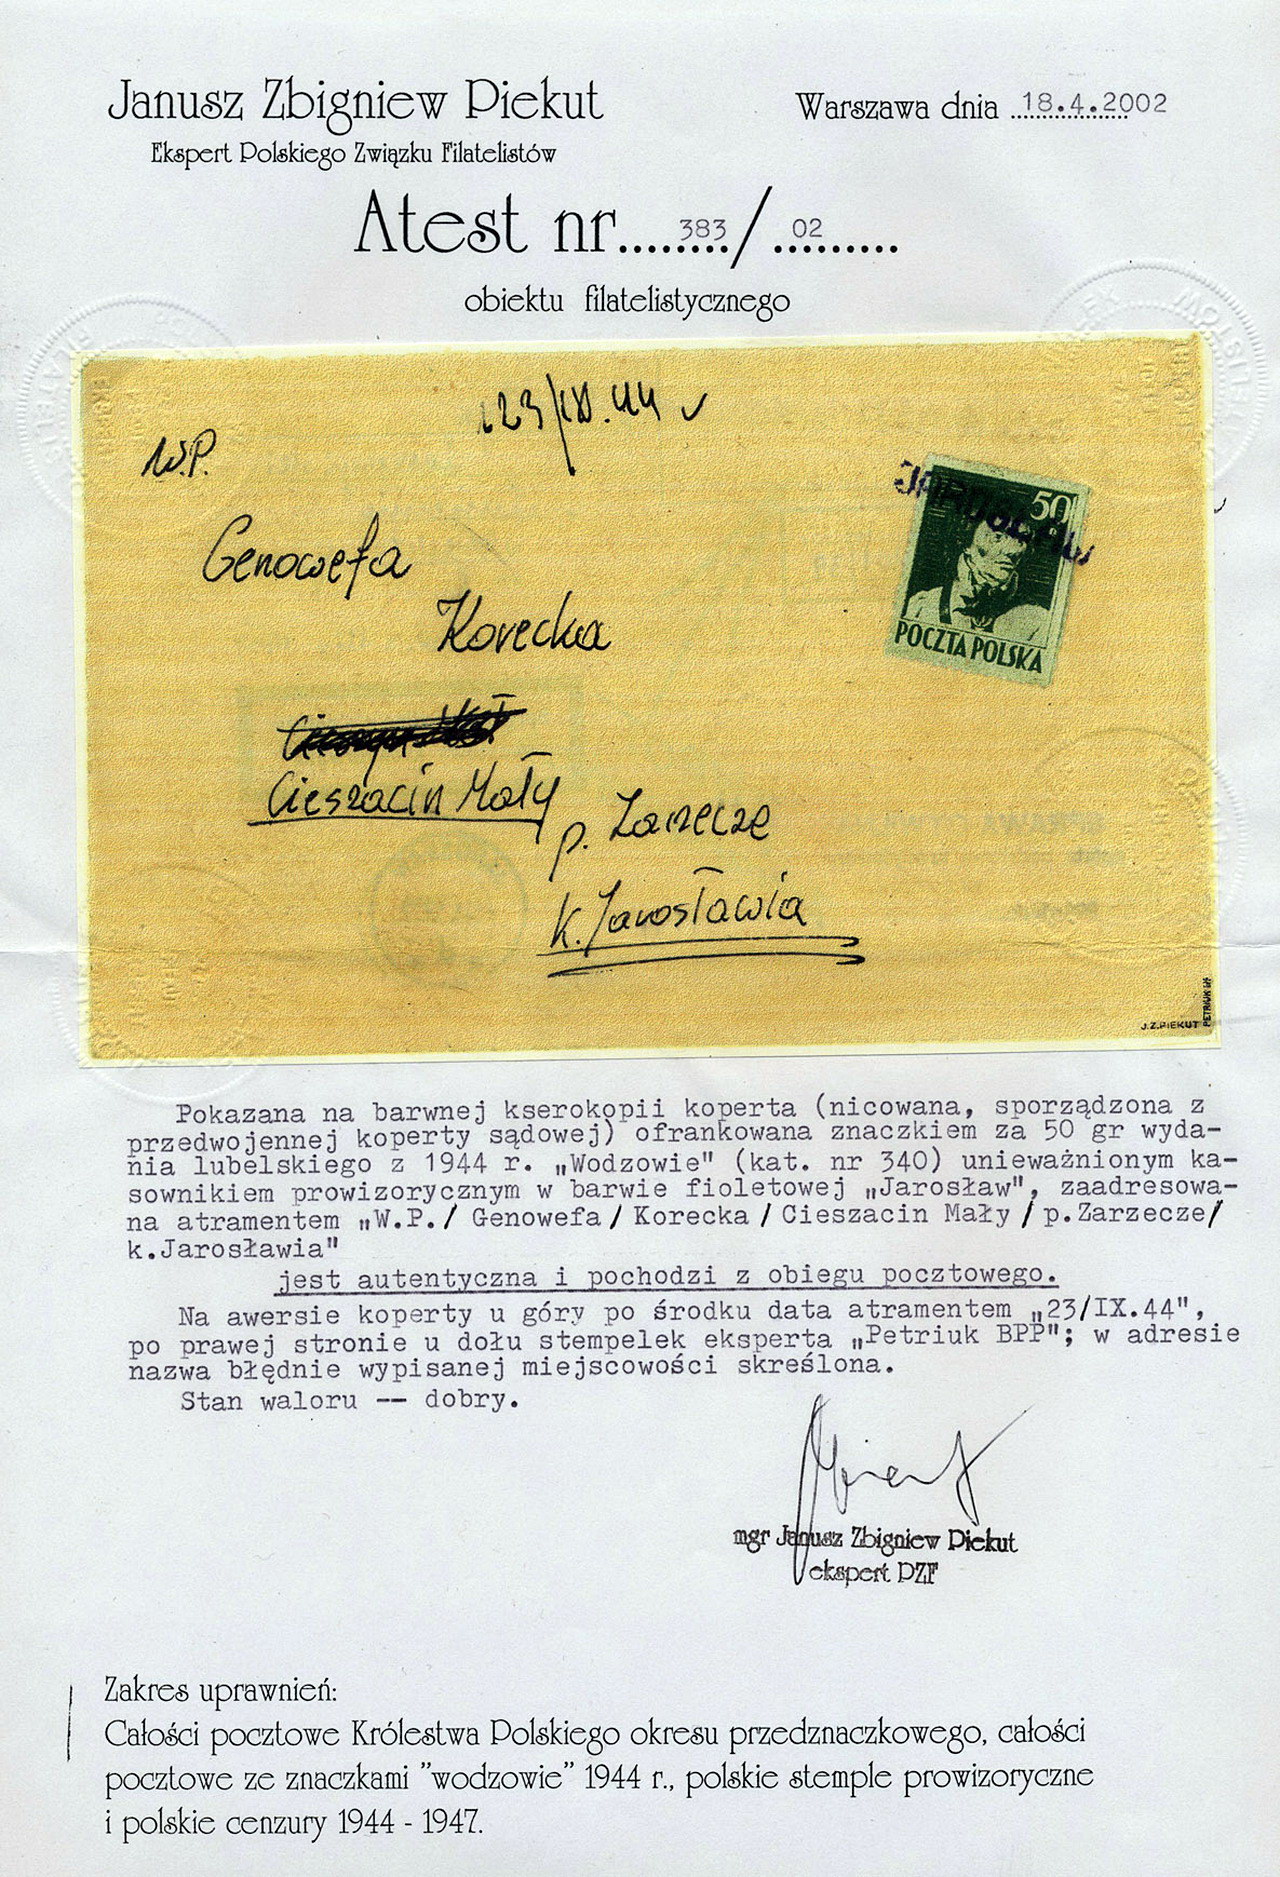 Janusz Zbigniew Piekut
Ekspert Polskiego Związku Filatelistów
Warszawa dnia 18.4.2002
Atest nr 383 / 02
obiektu filatelistycznego
23/IX.44
W.P.
Genowefa
Korecka
Cieszacin Mały
p. Zarzecze
k. Jarosławia
JAROSŁAW
50
POCZTA POLSKA
J.Z.PIEKUT
PETRIUK
Pokazana na barwnej kserokopii koperta (nicowana, sporządzona z
przedwojennej koperty sądowej) ofrankowana znaczkiem za 50 gr wyda-
nia lubelskiego z 1944 r. „Wodzowie" (kat. nr 340) unieważnionym ka-
sownikiem prowizorycznym w barwie fioletowej „Jarosław", zaadresowa-
na atramentem „W.P./ Genowefa/Korecka/Cieszacin Mały/p.Zarzecze/
k.Jarosławia"
jest autentyczna i pochodzi z obiegu pocztowego.
Na awersie koperty u góry po środku data atramentem „23/IX.44",
po prawej stronie u dołu stempelek eksperta „Petriuk BPP"; w adresie
nazwa błędnie wypisanej miejscowości skreślona.
Stan waloru -- dobry.
mgr Janusz Zbigniew Piekut
ekspert PZF
Zakres uprawnień:
Całości pocztowe Królestwa Polskiego okresu przedznaczkowego, całości
pocztowe ze znaczkami "wodzowie" 1944 r., polskie stemple prowizoryczne
i polskie cenzury 1944 - 1947.